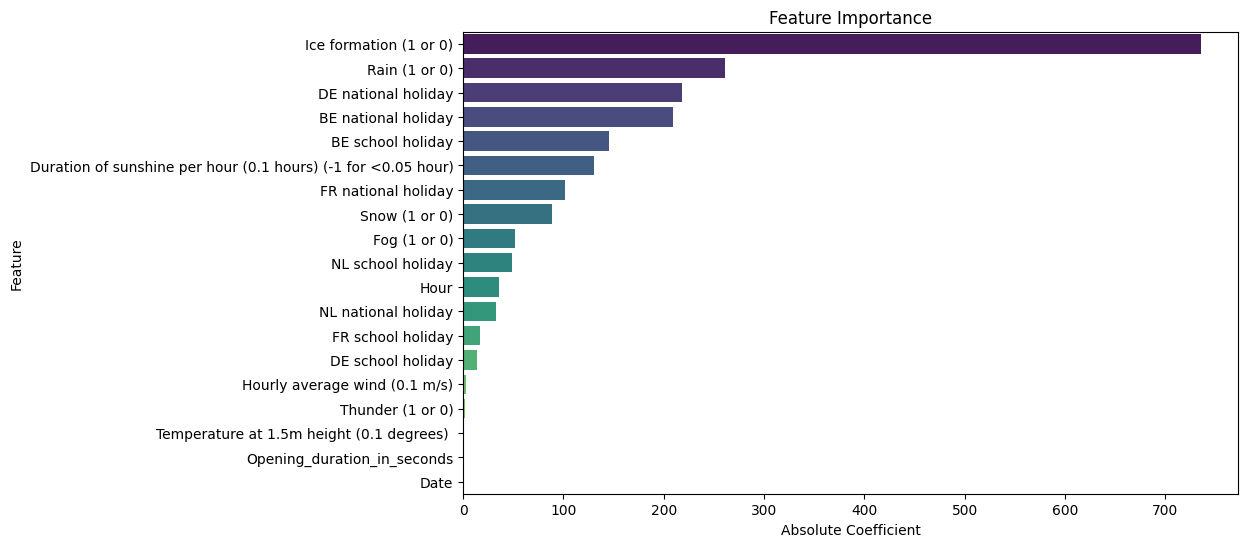 Feature Importance
Ice formation (1 or 0)
Rain (1 or 0)
DE national holiday
BE national holiday
BE school holiday
Duration of sunshine per hour (0.1 hours) (-1 for <0.05 hour)
FR national holiday
Snow (1 or 0)
Fog (1 or 0)
NL school holiday
Hour
NL national holiday
FR school holiday
DE school holiday
Hourly average wind (0.1 m/s)
Thunder (1 or 0)
Temperature at 1.5m height (0.1 degrees)
Opening_duration_in_seconds
Date
Feature
0 100 200 300 400 500 600 700
Absolute Coefficient